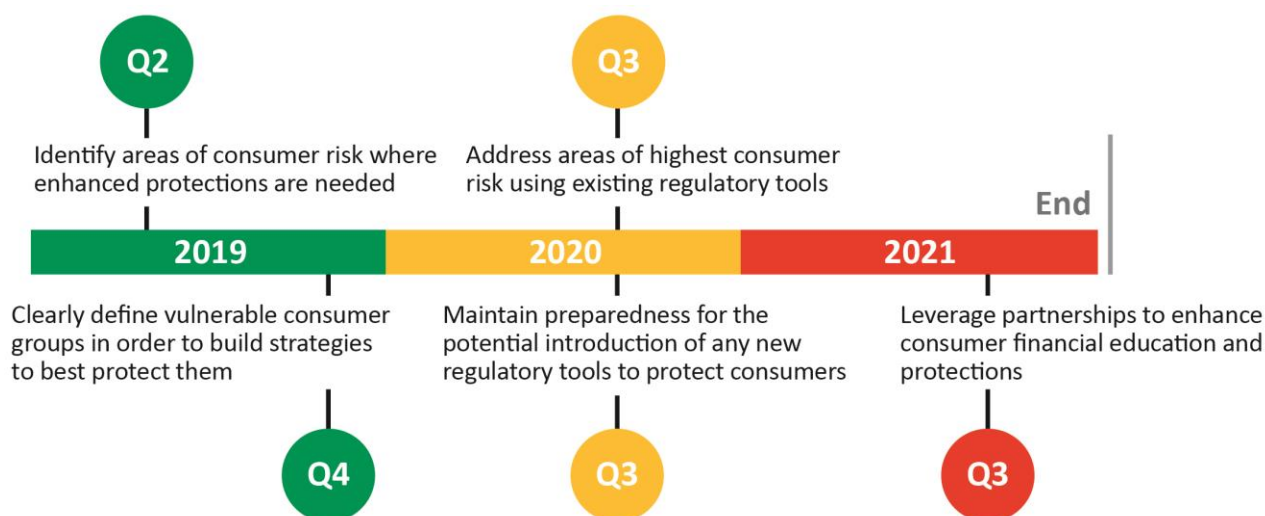 Q2
Q3
Identify areas of consumer risk where
enhanced protections are needed
Address areas of highest consumer
risk using existing regulatory tools
End
2019
2020
2021
Clearly define vulnerable consumer
groups in order to build strategies
to best protect them
Maintain preparedness for the
potential introduction of any new
regulatory tools to protect consumers
Leverage partnerships to enhance
consumer financial education and
protections
Q4
Q3
Q3